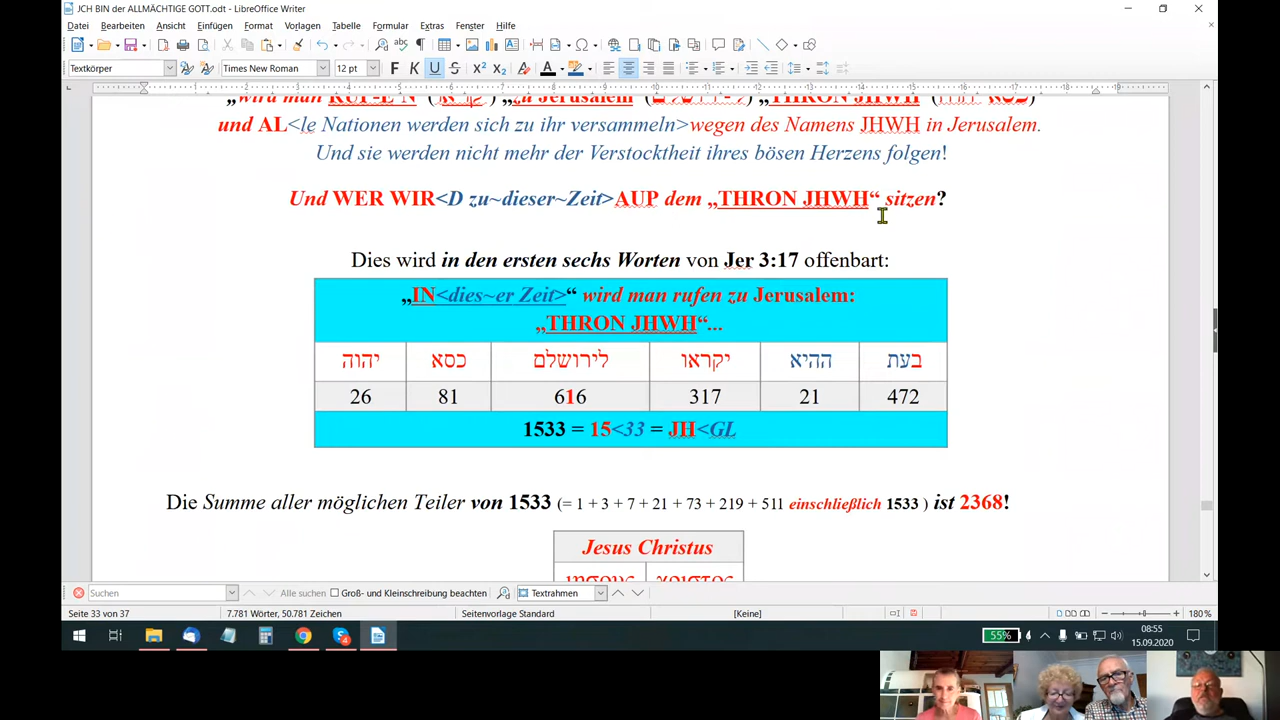 JCH BIN der ALLMÄCHTIGE GOTT.odt - LibreOffice Writer
Datei Bearbeiten Ansicht Einfügen Format Vorlagen Tabelle Formular Extras Fenster Hilfe
Textkörper Times New Roman 12 pt F K U S
„wird man „zu Jerusalem „THRON JHWH“
und AL<le Nationen werden sich zu ihr versammeln>wegen des Namens JHWH in Jerusalem.
Und sie werden nicht mehr der Verstocktheit ihres bösen Herzens folgen!
Und WER WIR<D zu~dieser~Zeit>AUP dem „THRON JHWH“ sitzen?
Dies wird in den ersten sechs Worten von Jer 3:17 offenbart:
„IN<dies~er Zeit>“ wird man rufen zu Jerusalem:
„THRON JHWH“...
יהוה כסא לירושלם יקראו ההיא בעת
26 81 616 317 21 472
1533 = 15<33 = JH<GL
Die Summe aller möglichen Teiler von 1533 (= 1 + 3 + 7 + 21 + 73 + 219 + 511 einschließlich 1533 ) ist 2368!
Jesus Christus
Suchen Alle suchen Groß- und Kleinschreibung beachten Textrahmen
Seite 33 von 37 7.781 Wörter, 50.781 Zeichen Seitenvorlage Standard [Keine] 180%
55% 08:55
15.09.2020